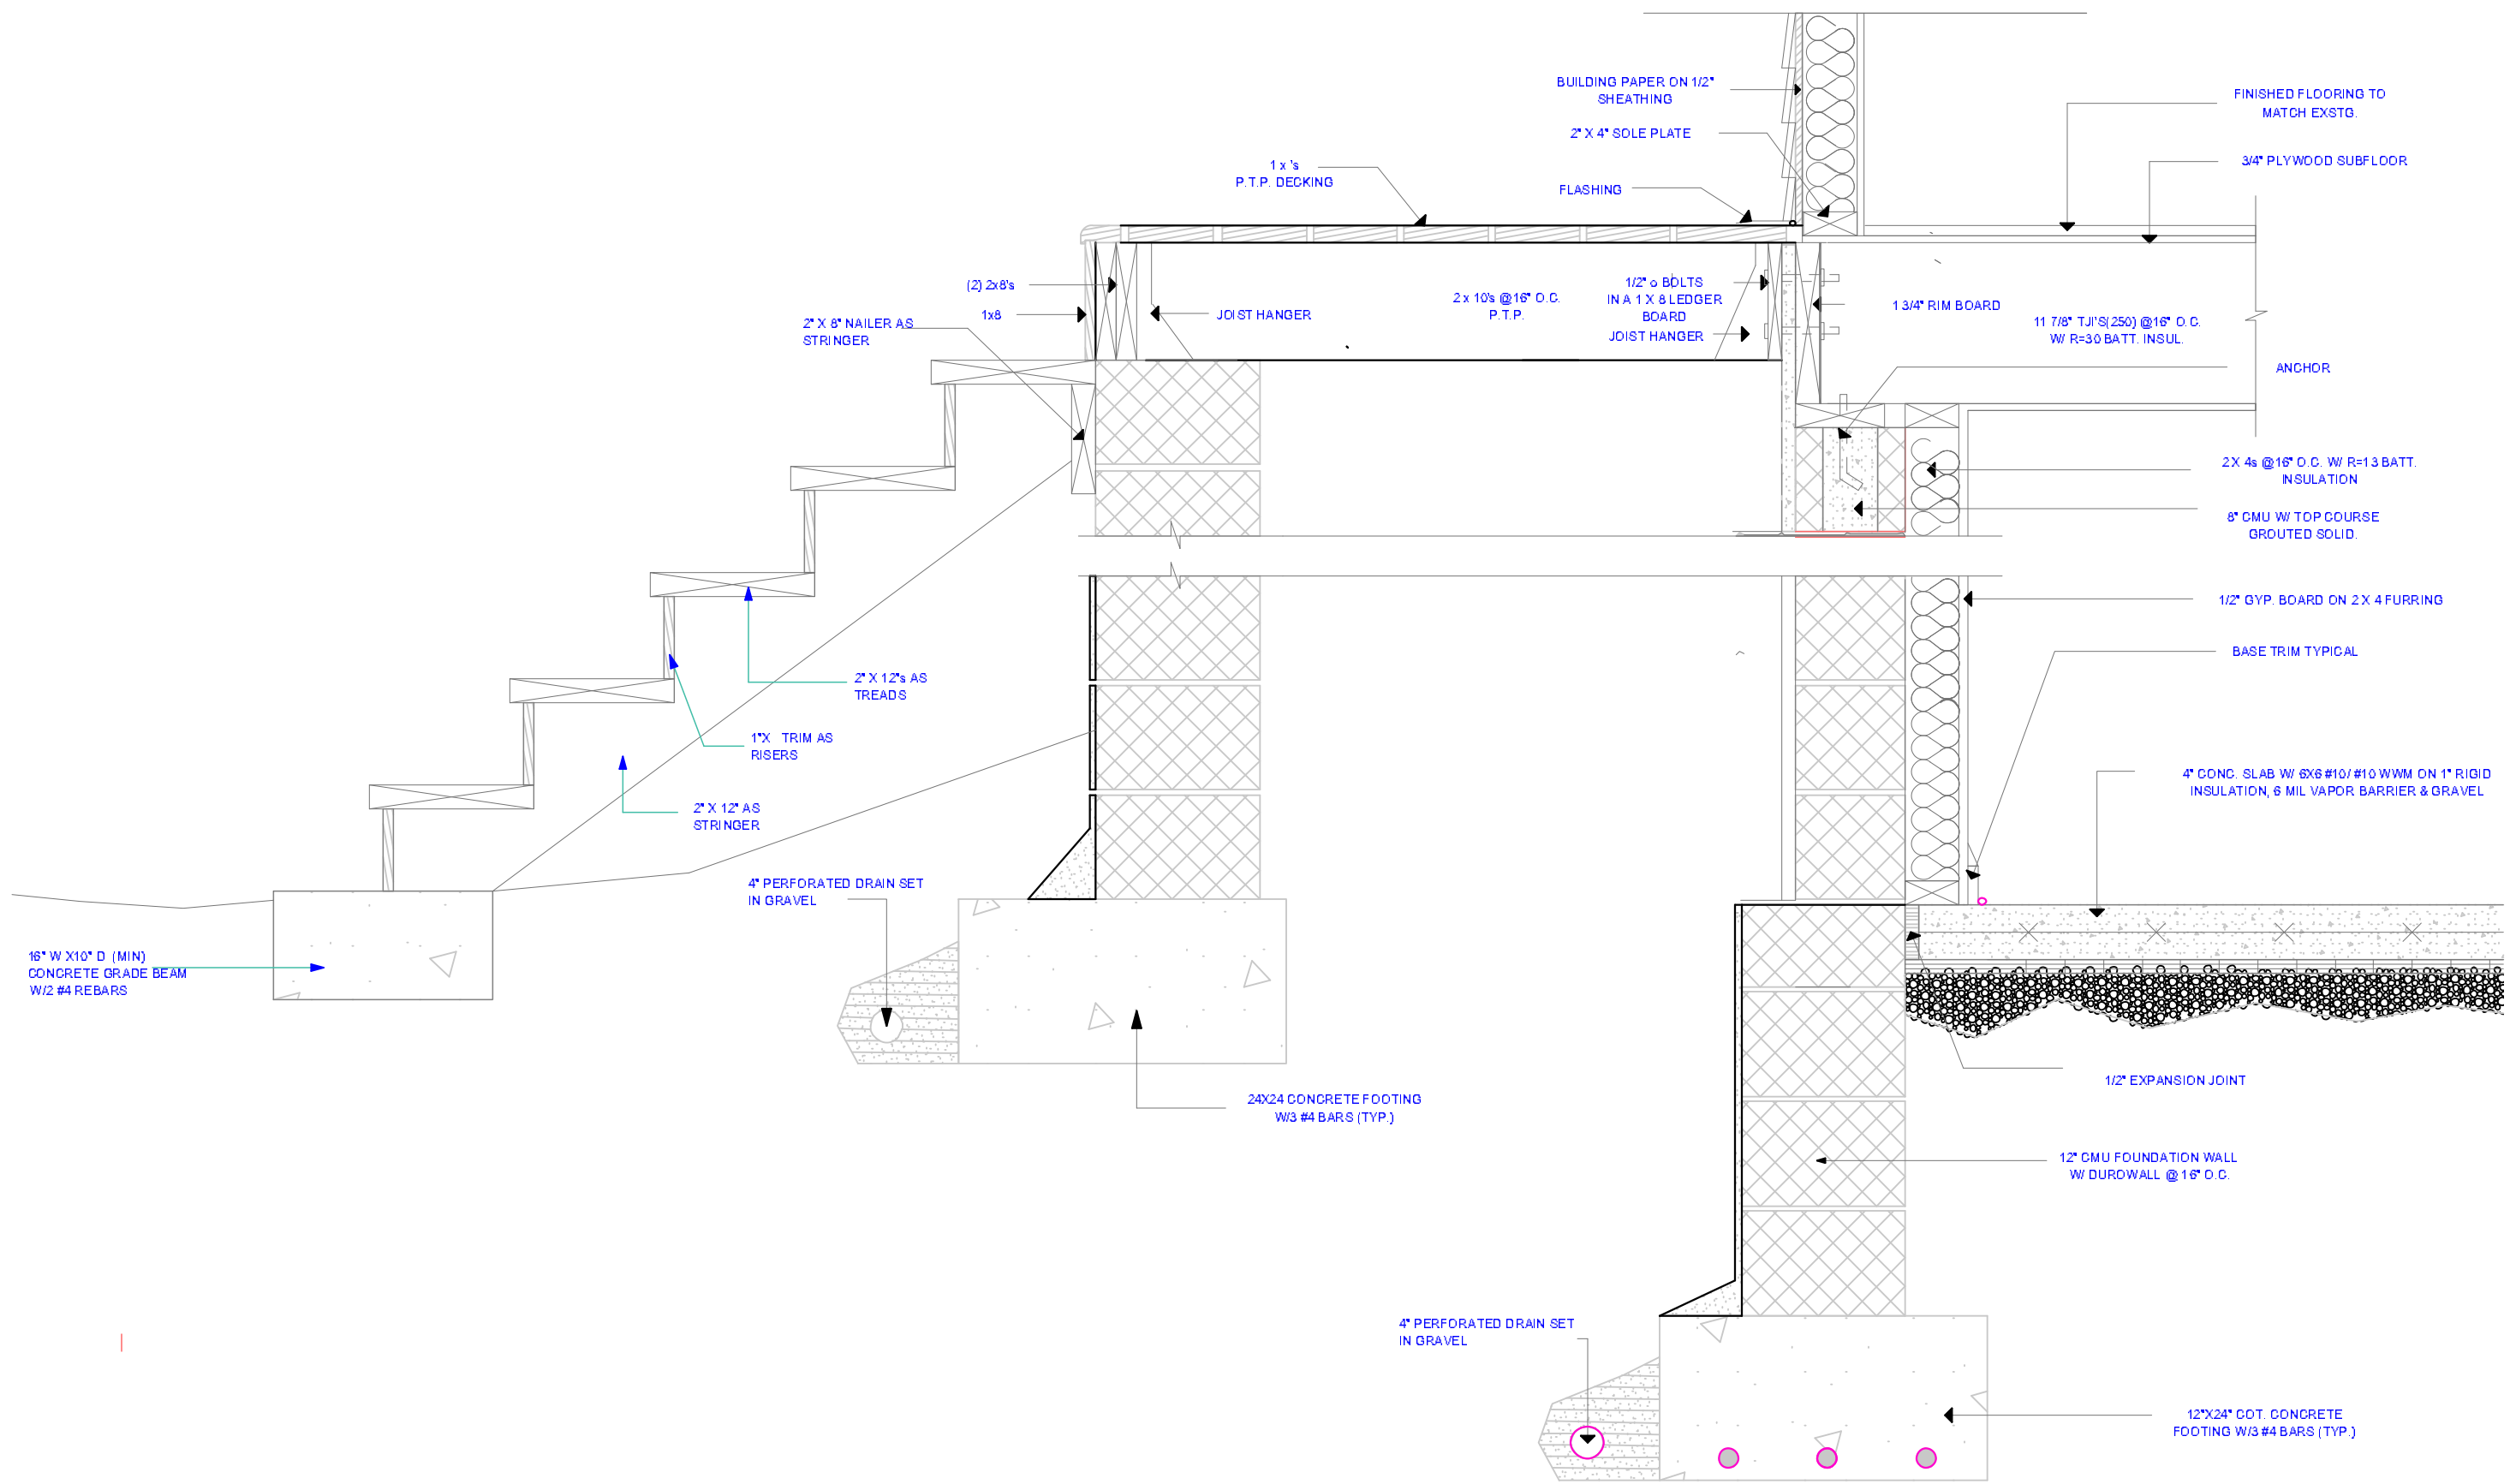 BUILDING PAPER ON 1/2"
SHEATHING
2" X 4" SOLE PLATE
FLASHING
1 x 's
P.T.P. DECKING
FINISHED FLOORING TO
MATCH EXSTG.
3/4" PLYWOOD SUBFLOOR
(2) 2x8's
1x8
2" X 8" NAILER AS
STRINGER
JOIST HANGER
2 x 10's @16" O.C.
P.T.P.
1/2" o BOLTS
IN A 1 X 8 LEDGER
BOARD
JOIST HANGER
1 3/4" RIM BOARD
11 7/8" TJI'S(250) @16" O.C.
W/ R=30 BATT. INSUL.
ANCHOR
2 X 4s @16" O.C. W/ R=13 BATT.
INSULATION
8" CMU W/ TOP COURSE
GROUTED SOLID.
1/2" GYP. BOARD ON 2 X 4 FURRING
BASE TRIM TYPICAL
2" X 12"s AS
TREADS
1"X TRIM AS
RISERS
2" X 12" AS
STRINGER
4" CONC. SLAB W/ 6X6 #10/ #10 WWM ON 1" RIGID
INSULATION, 6 MIL VAPOR BARRIER & GRAVEL
4" PERFORATED DRAIN SET
IN GRAVEL
16" W X10" D (MIN)
CONCRETE GRADE BEAM
W/2 #4 REBARS
24X24 CONCRETE FOOTING
W/3 #4 BARS (TYP.)
1/2" EXPANSION JOINT
12" CMU FOUNDATION WALL
W/ DUROWALL @ 16" O.C.
4" PERFORATED DRAIN SET
IN GRAVEL
12"X24" COT. CONCRETE
FOOTING W/3 #4 BARS (TYP.)